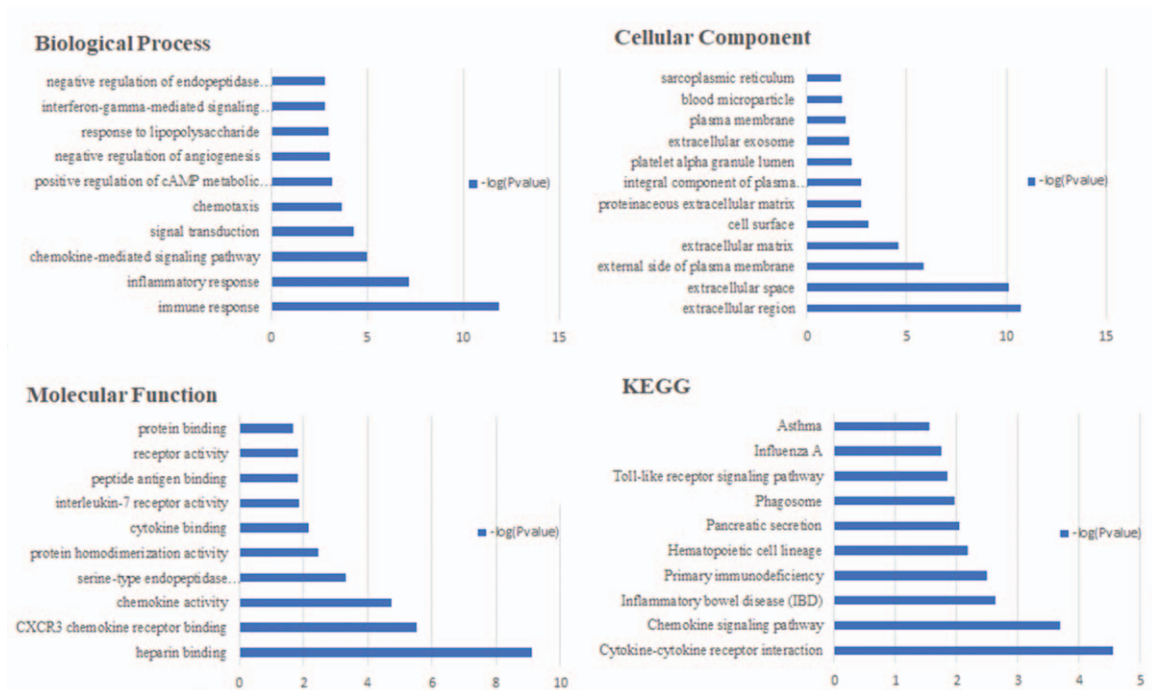 Biological Process
negative regulation of endopeptidase...
interferon-gamma-mediated signaling...
response to lipopolysaccharide
negative regulation of angiogenesis
positive regulation of cAMP metabolic...
chemotaxis
signal transduction
chemokine-mediated signaling pathway
inflammatory response
immune response
-log(Pvalue)
0 5 10 15
Cellular Component
sarcoplasmic reticulum
blood microparticle
plasma membrane
extracellular exosome
platelet alpha granule lumen
integral component of plasma...
proteinaceous extracellular matrix
cell surface
extracellular matrix
external side of plasma membrane
extracellular space
extracellular region
-log(Pvalue)
0 5 10 15
Molecular Function
protein binding
receptor activity
peptide antigen binding
interleukin-7 receptor activity
cytokine binding
protein homodimerization activity
serine-type endopeptidase...
chemokine activity
CXCR3 chemokine receptor binding
heparin binding
-log(Pvalue)
0 2 4 6 8 10
KEGG
Asthma
Influenza A
Toll-like receptor signaling pathway
Phagosome
Pancreatic secretion
Hematopoietic cell lineage
Primary immunodeficiency
Inflammatory bowel disease (IBD)
Chemokine signaling pathway
Cytokine-cytokine receptor interaction
-log(Pvalue)
0 1 2 3 4 5